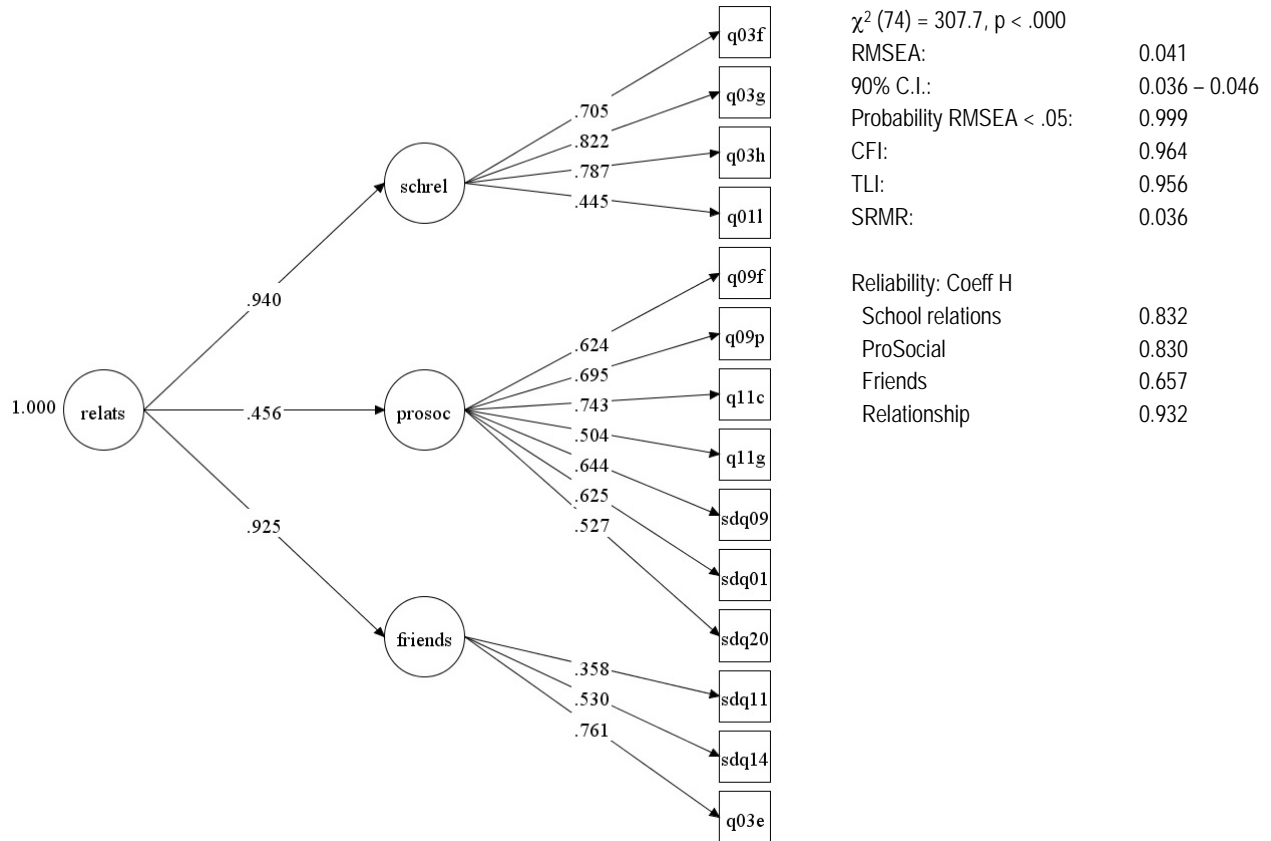 χ² (74) = 307.7, p < .000
RMSEA: 0.041
90% C.I.: 0.036 – 0.046
Probability RMSEA < .05: 0.999
CFI: 0.964
TLI: 0.956
SRMR: 0.036
Reliability: Coeff H
School relations 0.832
ProSocial 0.830
Friends 0.657
Relationship 0.932
1.000 relats
.940
.456
.925
schrel
.705
.822
.787
.445
q03f
q03g
q03h
q01l
prosoc
.624
.695
.743
.504
.644
.625
.527
q09f
q09p
q11c
q11g
sdq09
sdq01
sdq20
friends
.358
.530
.761
sdq11
sdq14
q03e